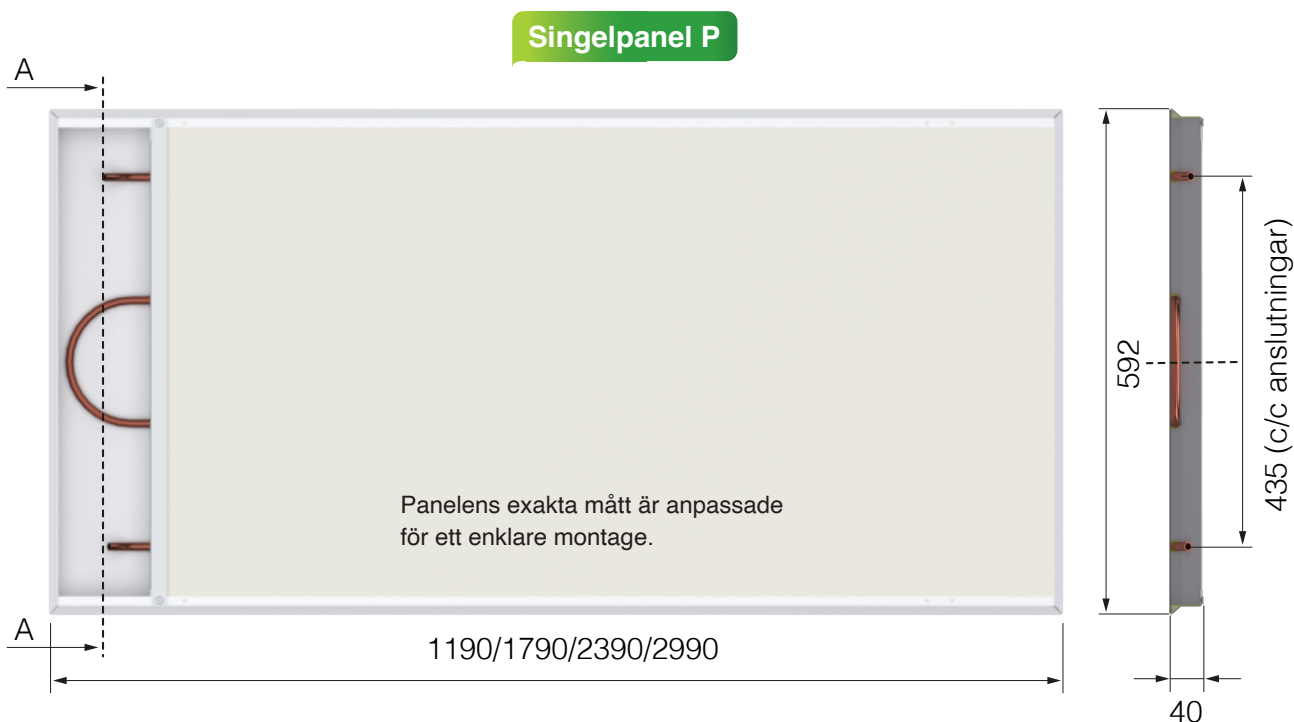 Singelpanel P
A
592
435 (c/c anslutningar)
Panelens exakta mått är anpassade
för ett enklare montage.
A
1190/1790/2390/2990
40